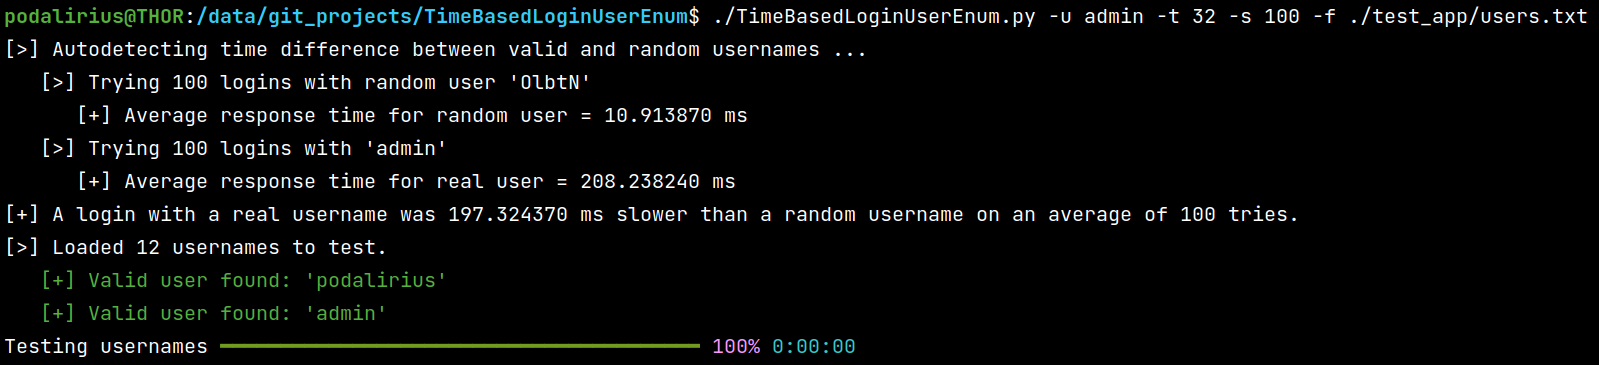 podalirius@THOR:/data/git_projects/TimeBasedLoginUserEnum$ ./TimeBasedLoginUserEnum.py -u admin -t 32 -s 100 -f ./test_app/users.txt
[>] Autodetecting time difference between valid and random usernames ...
   [>] Trying 100 logins with random user 'OlbtN'
      [+] Average response time for random user = 10.913870 ms
   [>] Trying 100 logins with 'admin'
      [+] Average response time for real user = 208.238240 ms
[+] A login with a real username was 197.324370 ms slower than a random username on an average of 100 tries.
[>] Loaded 12 usernames to test.
   [+] Valid user found: 'podalirius'
   [+] Valid user found: 'admin'
Testing usernames ━━━━━━━━━━━━━━━━━━━━━━━━━━━━━━━━━━━━━━━━ 100% 0:00:00